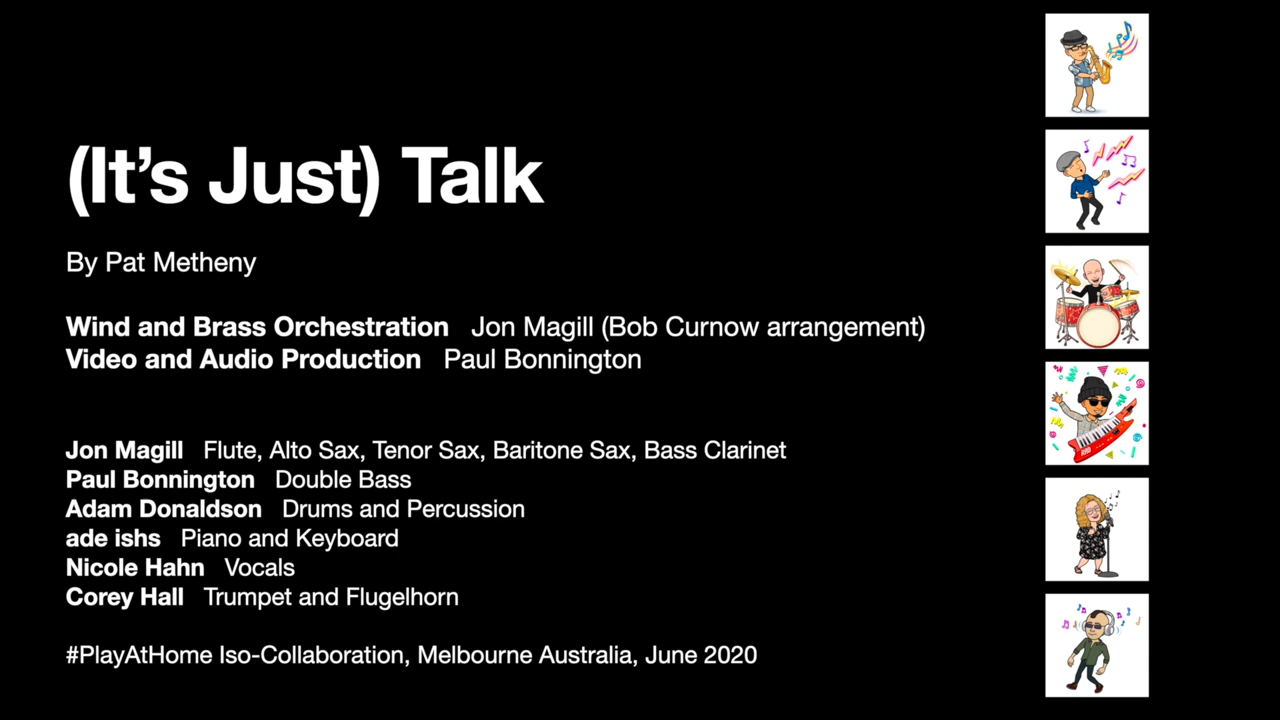 (It’s Just) Talk
By Pat Metheny
Wind and Brass Orchestration Jon Magill (Bob Curnow arrangement)
Video and Audio Production Paul Bonnington
Jon Magill Flute, Alto Sax, Tenor Sax, Baritone Sax, Bass Clarinet
Paul Bonnington Double Bass
Adam Donaldson Drums and Percussion
ade ishs Piano and Keyboard
Nicole Hahn Vocals
Corey Hall Trumpet and Flugelhorn
#PlayAtHome Iso-Collaboration, Melbourne Australia, June 2020